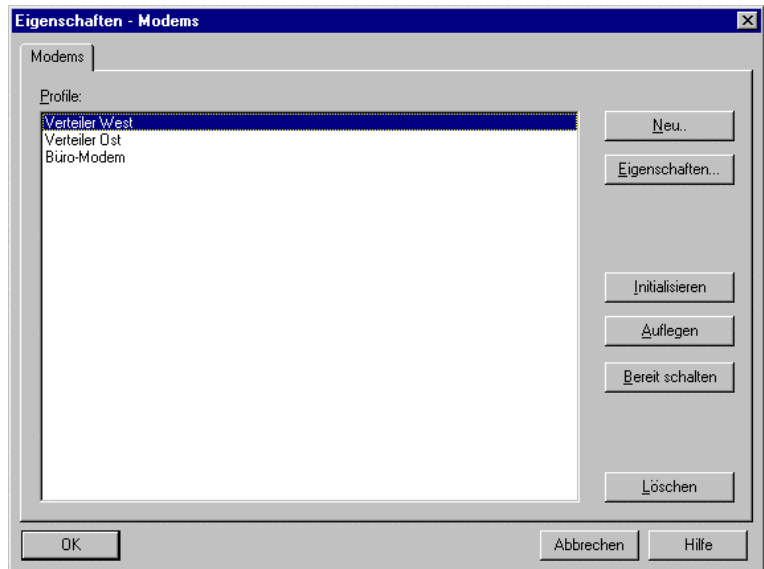 Eigenschaften - Modems
Modems
Profile:
Verteiler West
Verteiler Ost
Büro-Modem
Neu..
Eigenschaften...
Initialisieren
Auflegen
Bereit schalten
Löschen
OK
Abbrechen
Hilfe